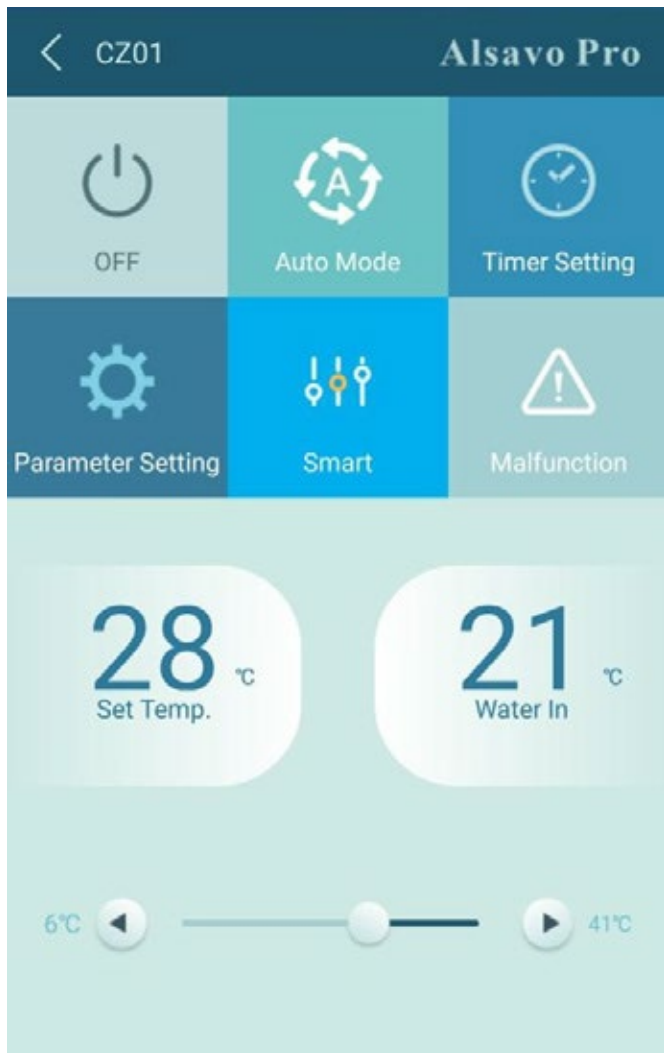 CZ01 Alsavo Pro
OFF
A
Auto Mode
Timer Setting
Parameter Setting
Smart
!
Malfunction
28 ℃
Set Temp.
21 ℃
Water In
6℃
41℃